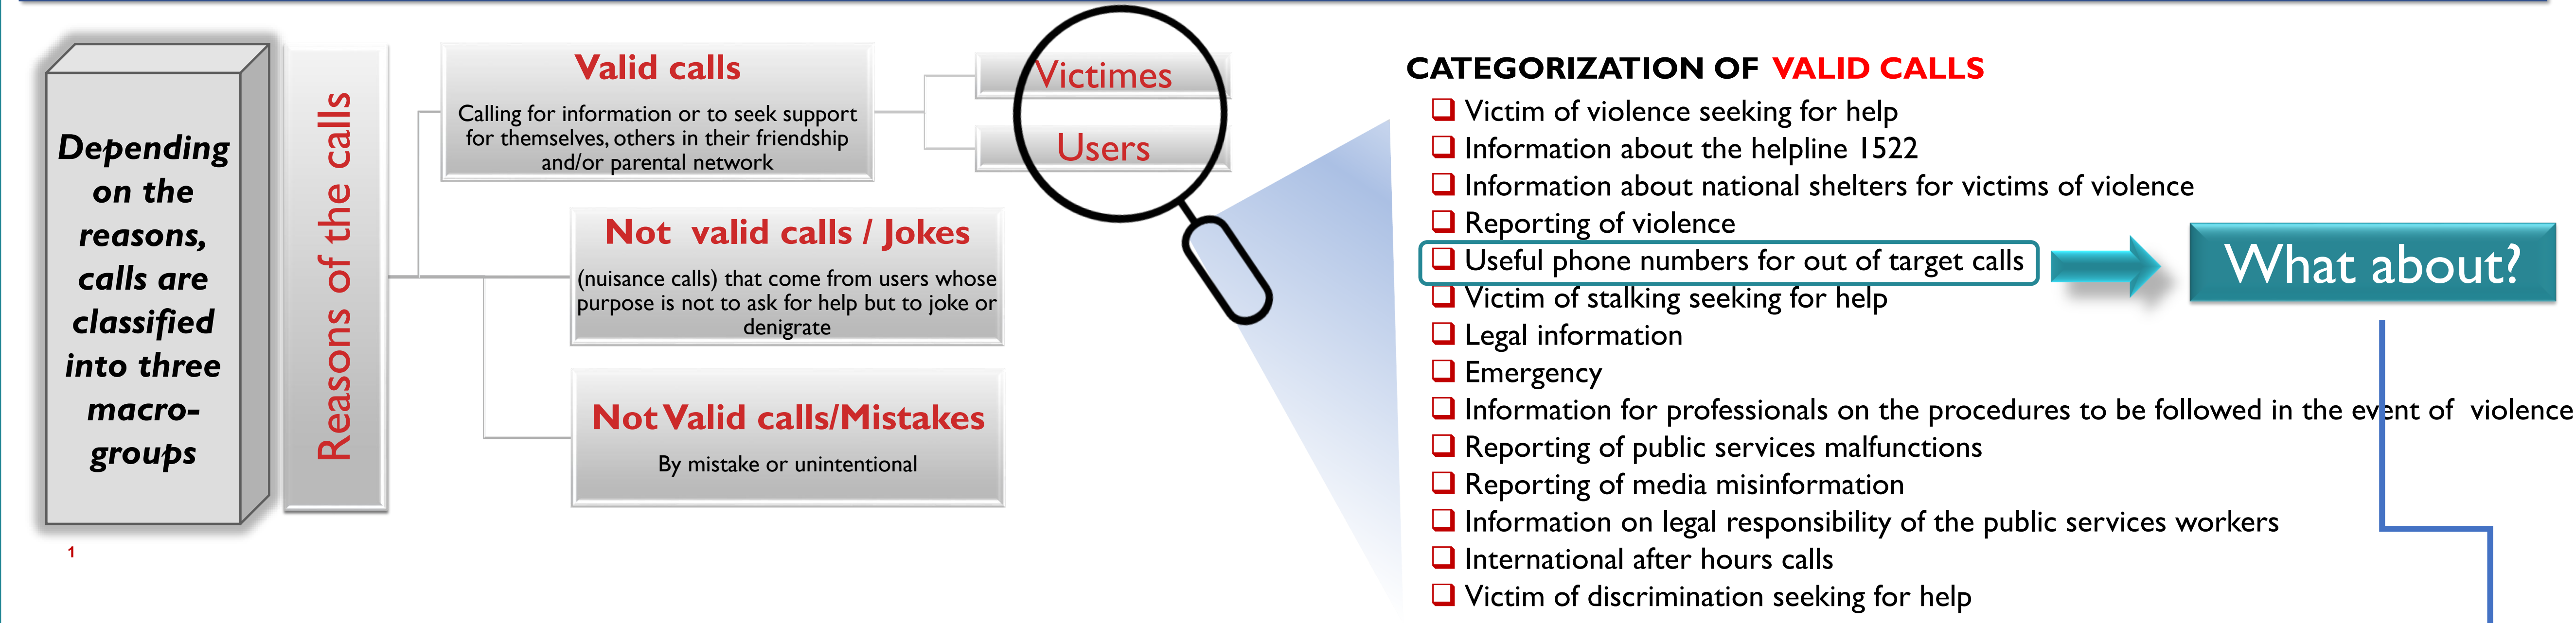 Depending
on the
reasons,
calls are
classified
into three
macro-
groups
Reasons of the calls
Valid calls
Calling for information or to seek support
for themselves, others in their friendship
and/or parental network
Not valid calls / Jokes
(nuisance calls) that come from users whose
purpose is not to ask for help but to joke or
denigrate
Not Valid calls/Mistakes
By mistake or unintentional
Victimes
Users
CATEGORIZATION OF VALID CALLS
Victim of violence seeking for help
Information about the helpline 1522
Information about national shelters for victims of violence
Reporting of violence
Useful phone numbers for out of target calls
Victim of stalking seeking for help
Legal information
Emergency
Information for professionals on the procedures to be followed in the event of violence
Reporting of public services malfunctions
Reporting of media misinformation
Information on legal responsibility of the public services workers
International after hours calls
Victim of discrimination seeking for help
What about?
1